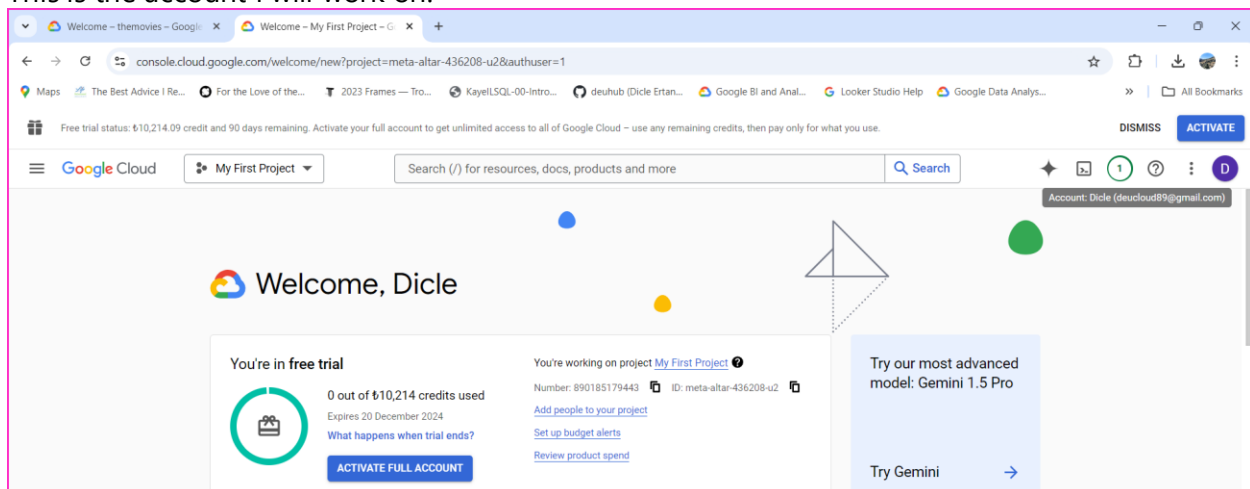 This is the account I will work on.
Welcome – themovies – Google
Welcome – My First Project – G
console.cloud.google.com/welcome/new?project=meta-altar-436208-u2&authuser=1
Maps The Best Advice I Re... For the Love of the... 2023 Frames — Tro... KayelLSQL-00-Intro... deuhub (Dicle Ertan... Google BI and Anal... Looker Studio Help Google Data Analys... » All Bookmarks
Free trial status: ₺10,214.09 credit and 90 days remaining. Activate your full account to get unlimited access to all of Google Cloud – use any remaining credits, then pay only for what you use. DISMISS ACTIVATE
Google Cloud My First Project Search (/) for resources, docs, products and more Search 1 D
Account: Dicle (deucloud89@gmail.com)
Welcome, Dicle
You're in free trial
0 out of ₺10,214 credits used
Expires 20 December 2024
What happens when trial ends?
ACTIVATE FULL ACCOUNT
You're working on project My First Project
Number: 890185179443 ID: meta-altar-436208-u2
Add people to your project
Set up budget alerts
Review product spend
Try our most advanced
model: Gemini 1.5 Pro
Try Gemini